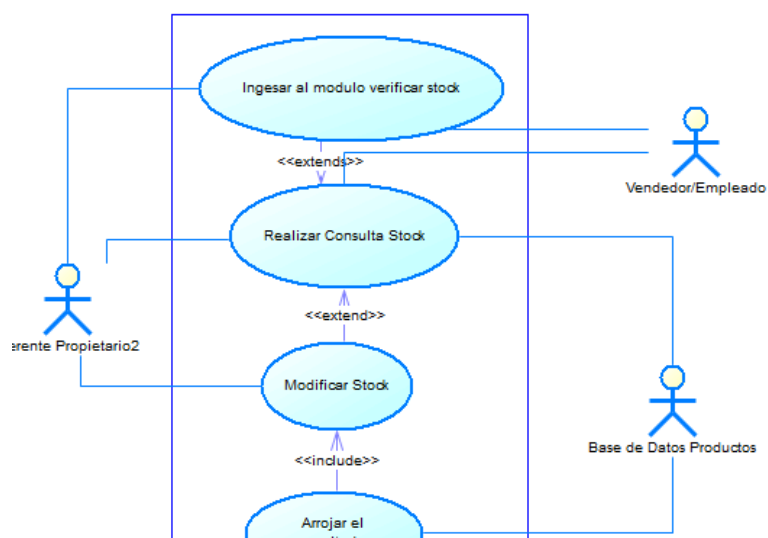 Ingesar al modulo verificar stock
<<extends>>
Vendedor/Empleado
Realizar Consulta Stock
<<extend>>
erente Propietario2
Modificar Stock
Base de Datos Productos
<<include>>
Arrojar el